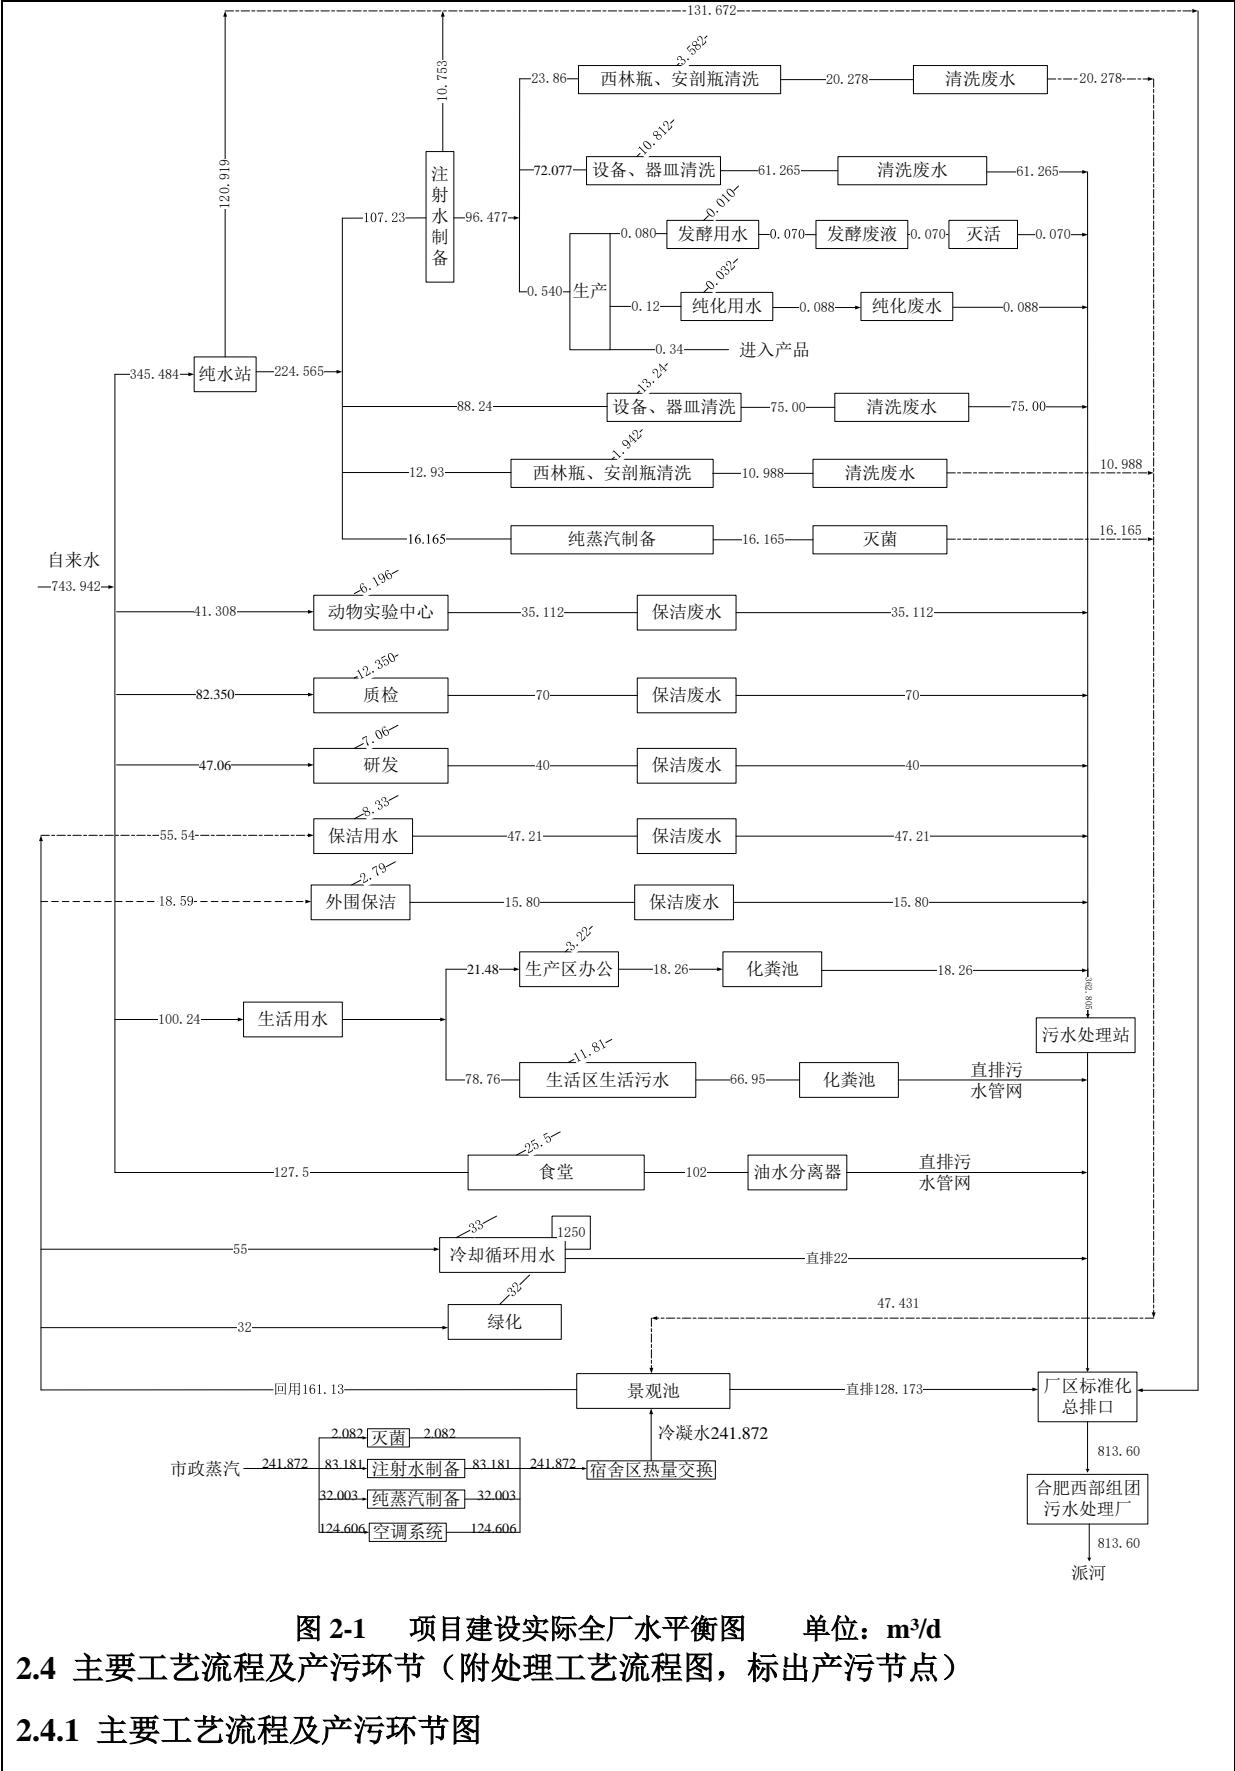 131.672
120.919
10.753
23.86
3.582
西林瓶、安剖瓶清洗
20.278
清洗废水
20.278
72.077
10.812
设备、器皿清洗
61.265
清洗废水
61.265
注射水制备
107.23
96.477
0.540
生产
0.080
0.010
发酵用水
0.070
发酵废液
0.070
灭活
0.070
0.12
0.032
纯化用水
0.088
纯化废水
0.088
0.34
进入产品
345.484
纯水站
224.565
88.24
13.24
设备、器皿清洗
75.00
清洗废水
75.00
12.93
1.942
西林瓶、安剖瓶清洗
10.988
清洗废水
10.988
16.165
纯蒸汽制备
16.165
灭菌
16.165
自来水
743.942
41.308
6.196
动物实验中心
35.112
保洁废水
35.112
82.350
12.350
质检
70
保洁废水
70
47.06
7.06
研发
40
保洁废水
40
55.54
8.33
保洁用水
47.21
保洁废水
47.21
18.59
2.79
外围保洁
15.80
保洁废水
15.80
100.24
生活用水
21.48
3.22
生产区办公
18.26
化粪池
18.26
362.805
污水处理站
78.76
11.81
生活区生活污水
66.95
化粪池
直排污
水管网
127.5
25.5
食堂
102
油水分离器
直排污
水管网
55
33
1250
冷却循环用水
直排22
32
32
绿化
47.431
回用161.13
景观池
直排128.173
厂区标准化
总排口
冷凝水241.872
813.60
市政蒸汽
241.872
2.082
灭菌
2.082
83.181
注射水制备
83.181
32.003
纯蒸汽制备
32.003
124.606
空调系统
124.606
241.872
宿舍区热量交换
合肥西部组团
污水处理厂
813.60
派河
图 2-1 项目建设实际全厂水平衡图 单位：m³/d
2.4 主要工艺流程及产污环节（附处理工艺流程图，标出产污节点）
2.4.1 主要工艺流程及产污环节图